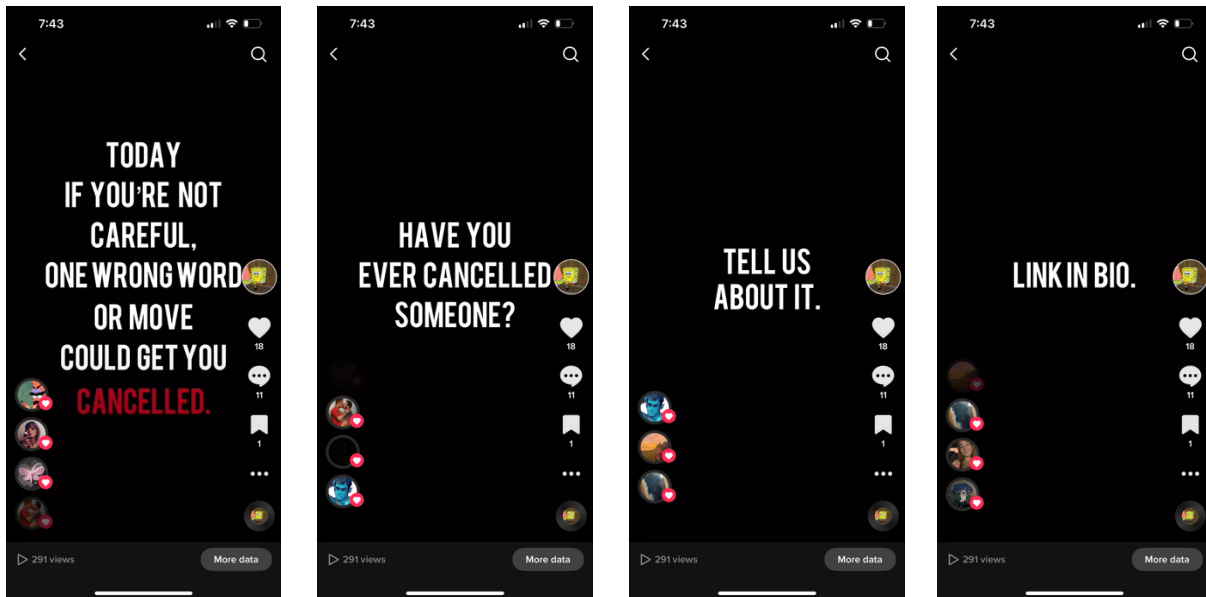 7:43
TODAY
IF YOU'RE NOT
CAREFUL,
ONE WRONG WORD
OR MOVE
COULD GET YOU
CANCELLED.
18
11
1
291 views
More data
7:43
HAVE YOU
EVER CANCELLED
SOMEONE?
18
11
1
291 views
More data
7:43
TELL US
ABOUT IT.
18
11
1
291 views
More data
7:43
LINK IN BIO.
18
11
1
291 views
More data